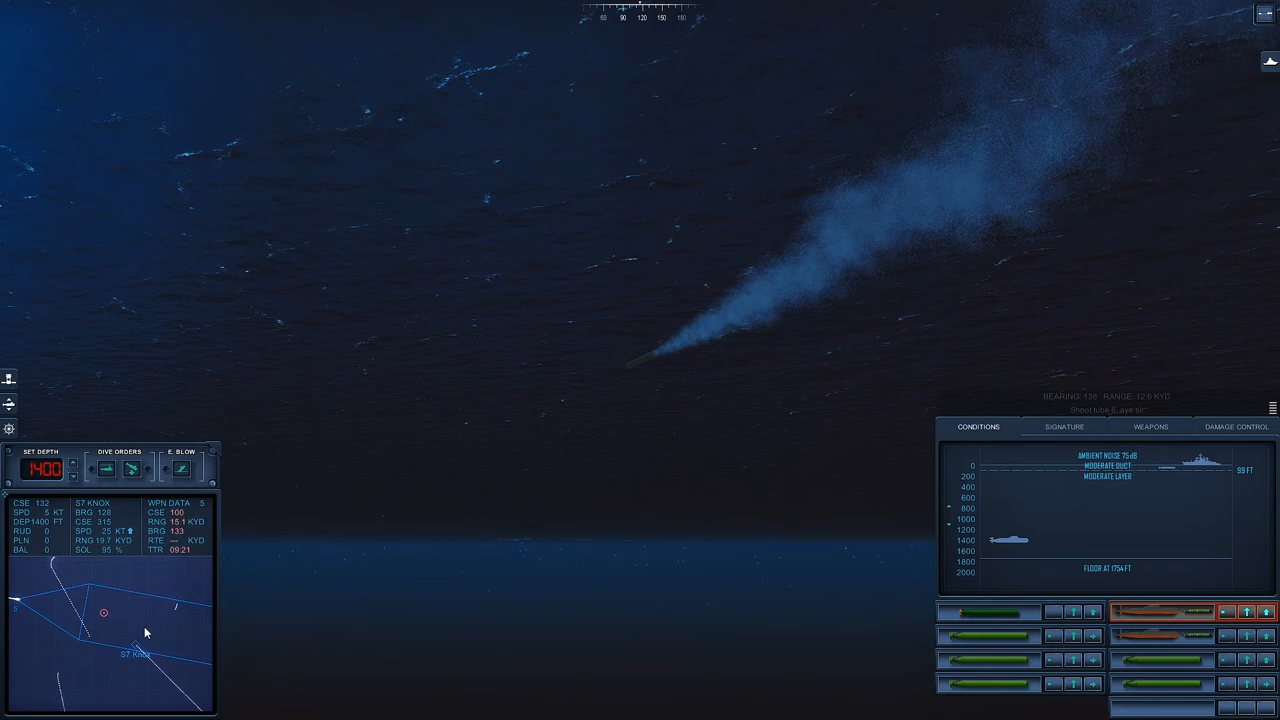 60 90 120 150 180
BEARING: 138 RANGE: 12.6 KYD
"Shoot tube 6, aye sir"
CONDITIONS SIGNATURE WEAPONS DAMAGE CONTROL
AMBIENT NOISE 75 dB
0 MODERATE DUCT
99 FT
200 MODERATE LAYER
400
600
800
1000
1200
1400
1600
1800
FLOOR AT 1754 FT
2000
SET DEPTH DIVE ORDERS E. BLOW
1400
CSE 132 S7 KNOX WPN DATA 5
SPD 5 KT BRG 128 CSE 100
DEP 1400 FT CSE 315 RNG 15.1 KYD
RUD 0 SPD 25 KT BRG 133
PLN 0 RNG 19.7 KYD RTE --- KYD
BAL 0 SOL 95 % TTR 09:21
5
S7 Knox